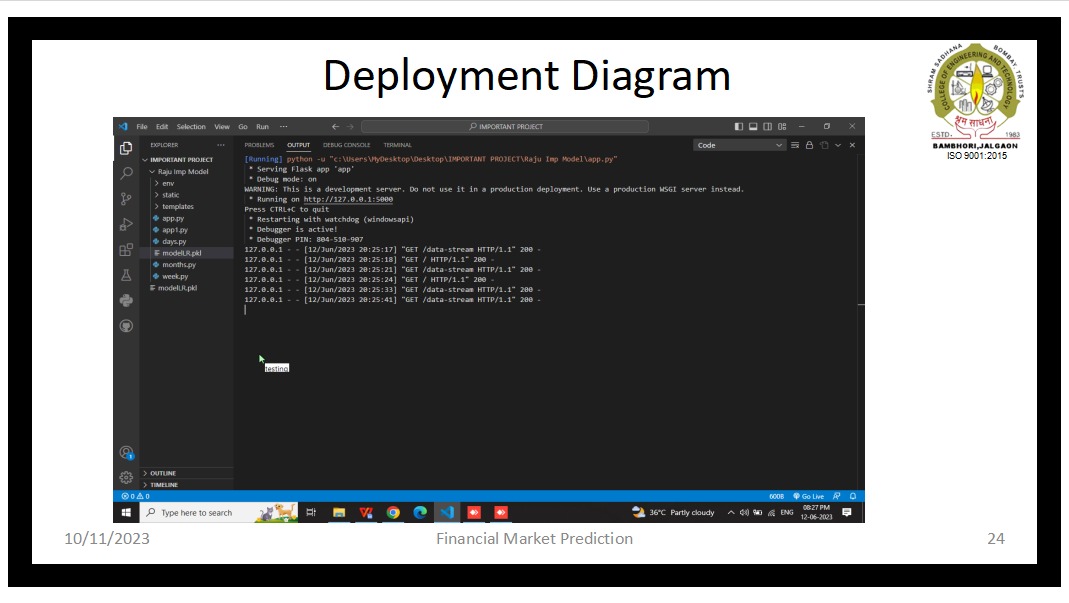 Deployment Diagram
SHRAM SADHANA BOMBAY TRUSTS
COLLEGE OF ENGINEERING AND TECHNOLOGY
श्रम साधना
ESTD. 1983
BAMBHORI,JALGAON
ISO 9001:2015
File Edit Selection View Go Run ··· IMPORTANT PROJECT
EXPLORER ···
IMPORTANT PROJECT
Raju Imp Model
env
static
templates
app.py
app1.py
days.py
modelLR.pkl
months.py
week.py
modelLR.pkl
OUTLINE
TIMELINE
PROBLEMS OUTPUT DEBUG CONSOLE TERMINAL Code
[Running] python -u "c:\Users\MyDesktop\Desktop\IMPORTANT PROJECT\Raju Imp Model\app.py"
* Serving Flask app 'app'
* Debug mode: on
WARNING: This is a development server. Do not use it in a production deployment. Use a production WSGI server instead.
* Running on http://127.0.0.1:5000
Press CTRL+C to quit
* Restarting with watchdog (windowsapi)
* Debugger is active!
* Debugger PIN: 804-510-907
127.0.0.1 - - [12/Jun/2023 20:25:17] "GET /data-stream HTTP/1.1" 200 -
127.0.0.1 - - [12/Jun/2023 20:25:18] "GET / HTTP/1.1" 200 -
127.0.0.1 - - [12/Jun/2023 20:25:21] "GET /data-stream HTTP/1.1" 200 -
127.0.0.1 - - [12/Jun/2023 20:25:24] "GET / HTTP/1.1" 200 -
127.0.0.1 - - [12/Jun/2023 20:25:33] "GET /data-stream HTTP/1.1" 200 -
127.0.0.1 - - [12/Jun/2023 20:25:41] "GET /data-stream HTTP/1.1" 200 -
testing
0 0 6008 Go Live
Type here to search 36°C Partly cloudy ENG 08:27 PM
12-06-2023
10/11/2023 Financial Market Prediction 24